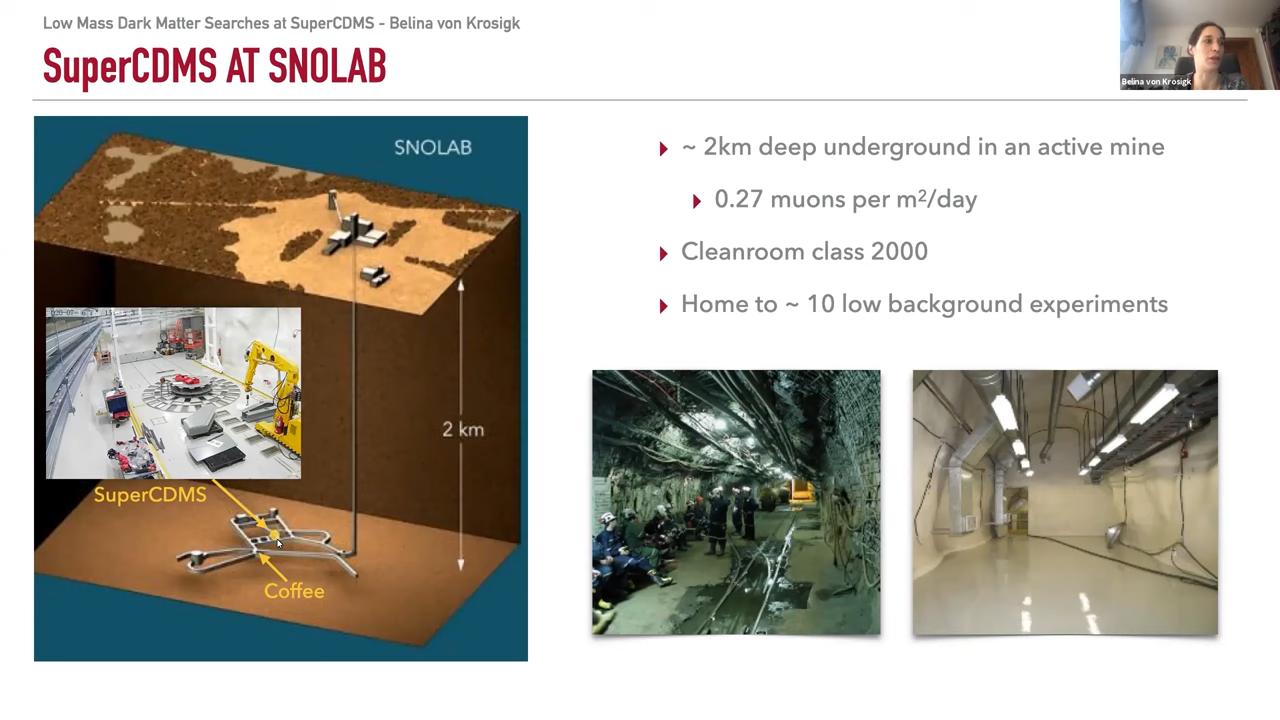 Low Mass Dark Matter Searches at SuperCDMS - Belina von Krosigk
SuperCDMS AT SNOLAB
Belina von Krosigk
SNOLAB
~ 2km deep underground in an active mine
0.27 muons per m²/day
Cleanroom class 2000
Home to ~ 10 low background experiments
2 km
SuperCDMS
Coffee